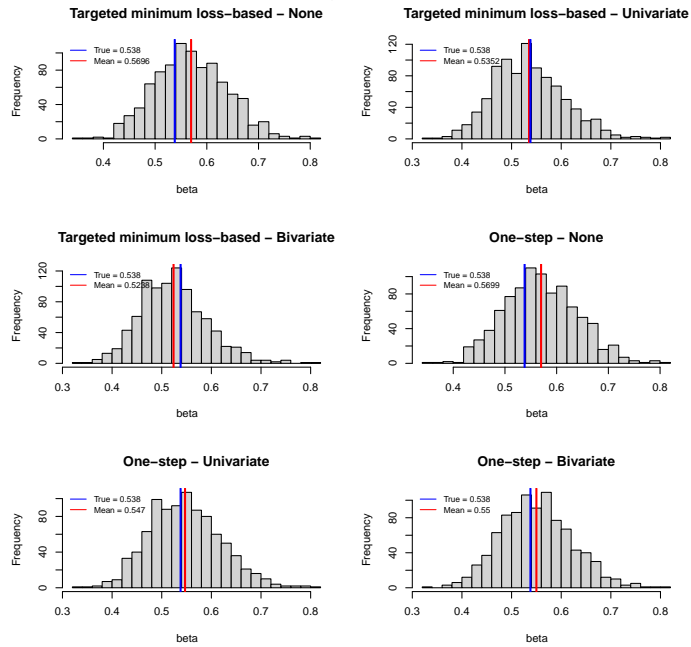 Targeted minimum loss−based − None
True = 0.538
Mean = 0.5696
Frequency
0 40 80
0.4 0.5 0.6 0.7 0.8
beta
Targeted minimum loss−based − Univariate
True = 0.538
Mean = 0.5352
Frequency
0 40 80 120
0.3 0.4 0.5 0.6 0.7 0.8
beta
Targeted minimum loss−based − Bivariate
True = 0.538
Mean = 0.5238
Frequency
0 40 80 120
0.3 0.4 0.5 0.6 0.7 0.8
beta
One−step − None
True = 0.538
Mean = 0.5699
Frequency
0 40 80
0.4 0.5 0.6 0.7 0.8
beta
One−step − Univariate
True = 0.538
Mean = 0.547
Frequency
0 40 80
0.3 0.4 0.5 0.6 0.7 0.8
beta
One−step − Bivariate
True = 0.538
Mean = 0.55
Frequency
0 40 80
0.3 0.4 0.5 0.6 0.7 0.8
beta